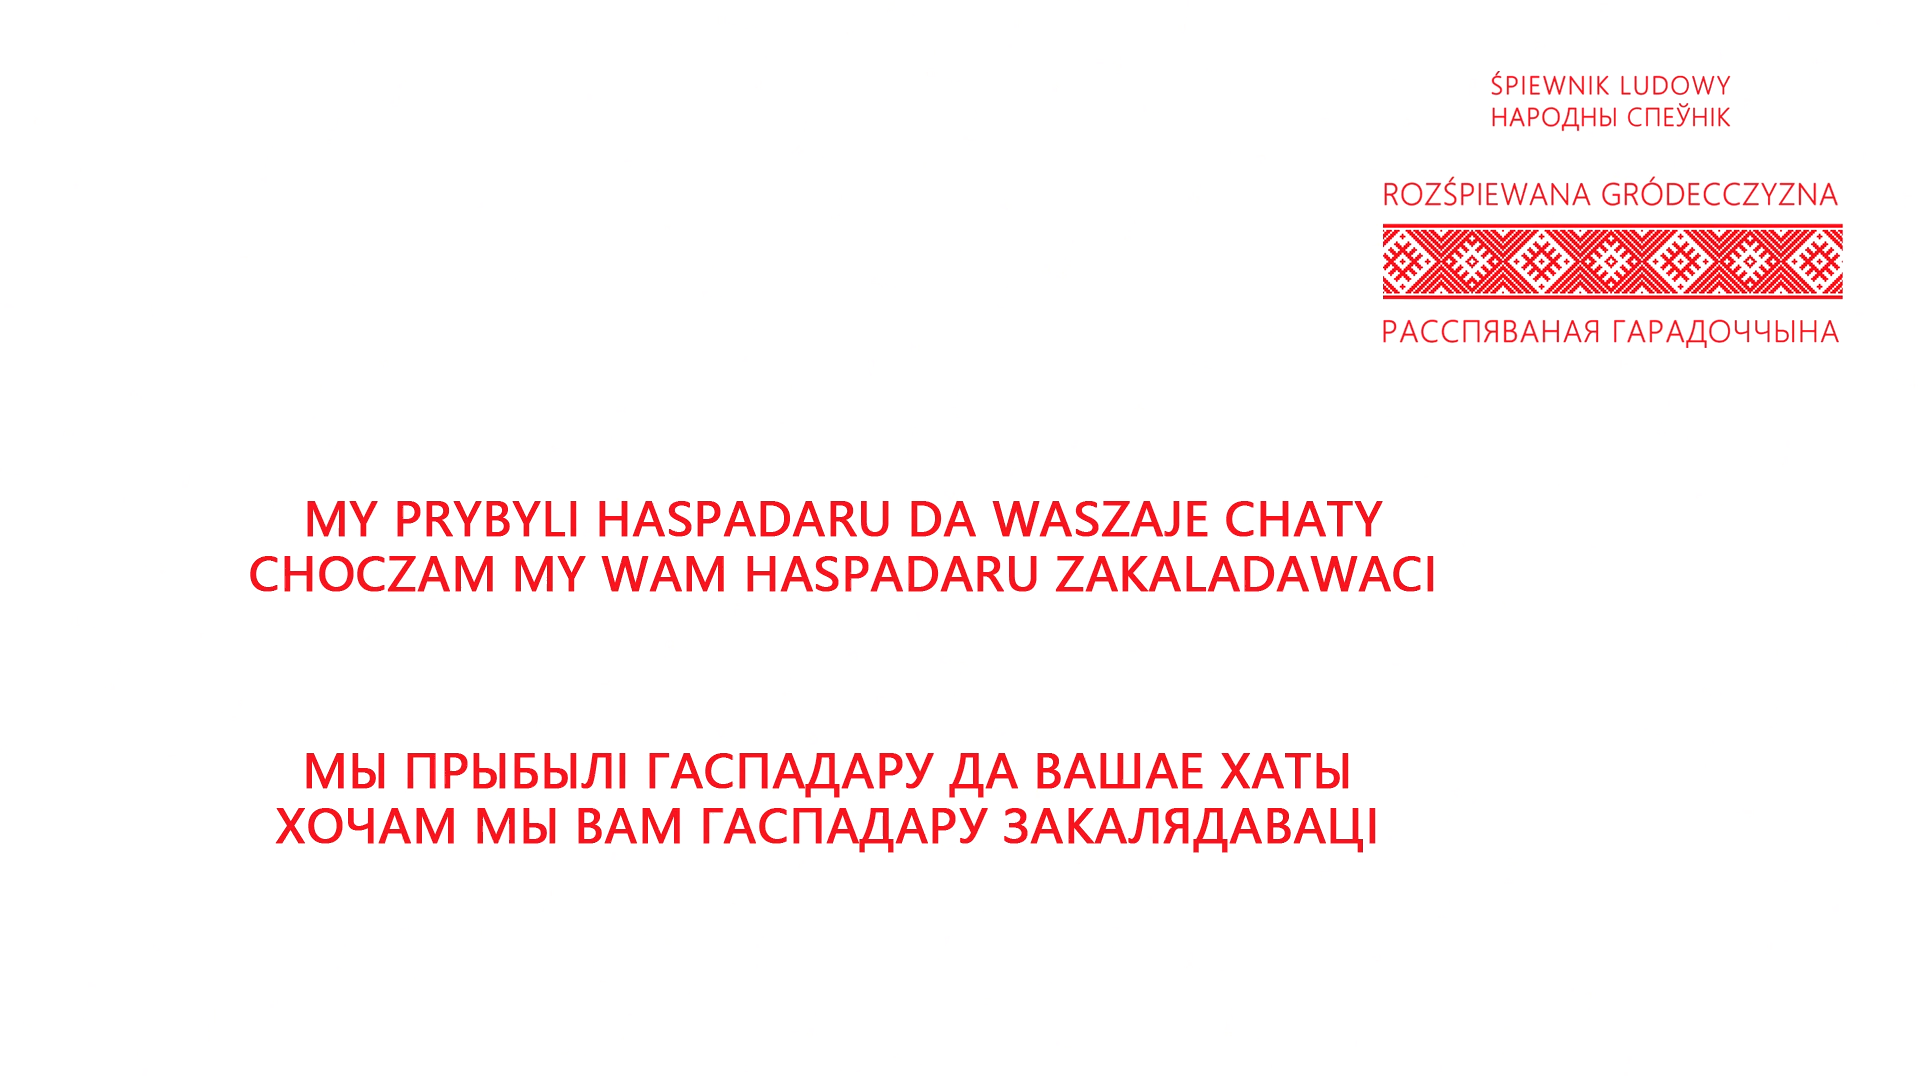 ŚPIEWNIK LUDOWY
НАРОДНЫ СПЕЎНІК
ROZŚPIEWANA GRÓDECCZYZNA
РАССПЯВАНАЯ ГАРАДОЧЧЫНА
MY PRYBYLI HASPADARU DA WASZAJE CHATY
CHOCZAM MY WAM HASPADARU ZAKALADAWACI
МЫ ПРЫБЫЛІ ГАСПАДАРУ ДА ВАШАЕ ХАТЫ
ХОЧАМ МЫ ВАМ ГАСПАДАРУ ЗАКАЛЯДАВАЦІ